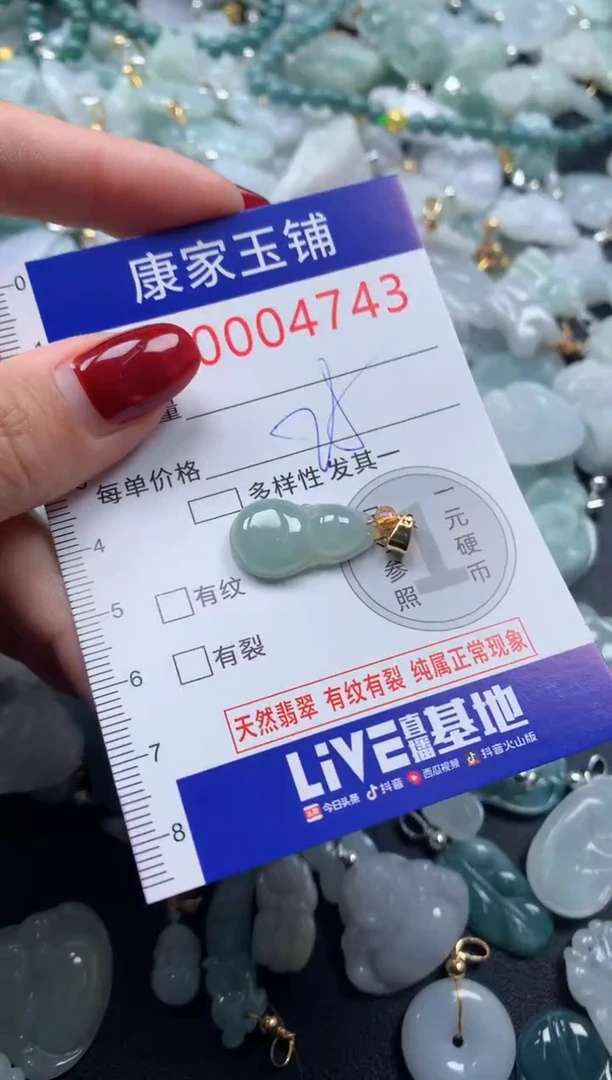 康家玉铺
0004743
量
每单价格
多样性 发其一
一元硬币
1
参照
有纹
有裂
天然翡翠 有纹有裂 纯属正常现象
LiVE直播基地
今日头条 抖音 西瓜视频 抖音火山版
0
4
5
6
7
8